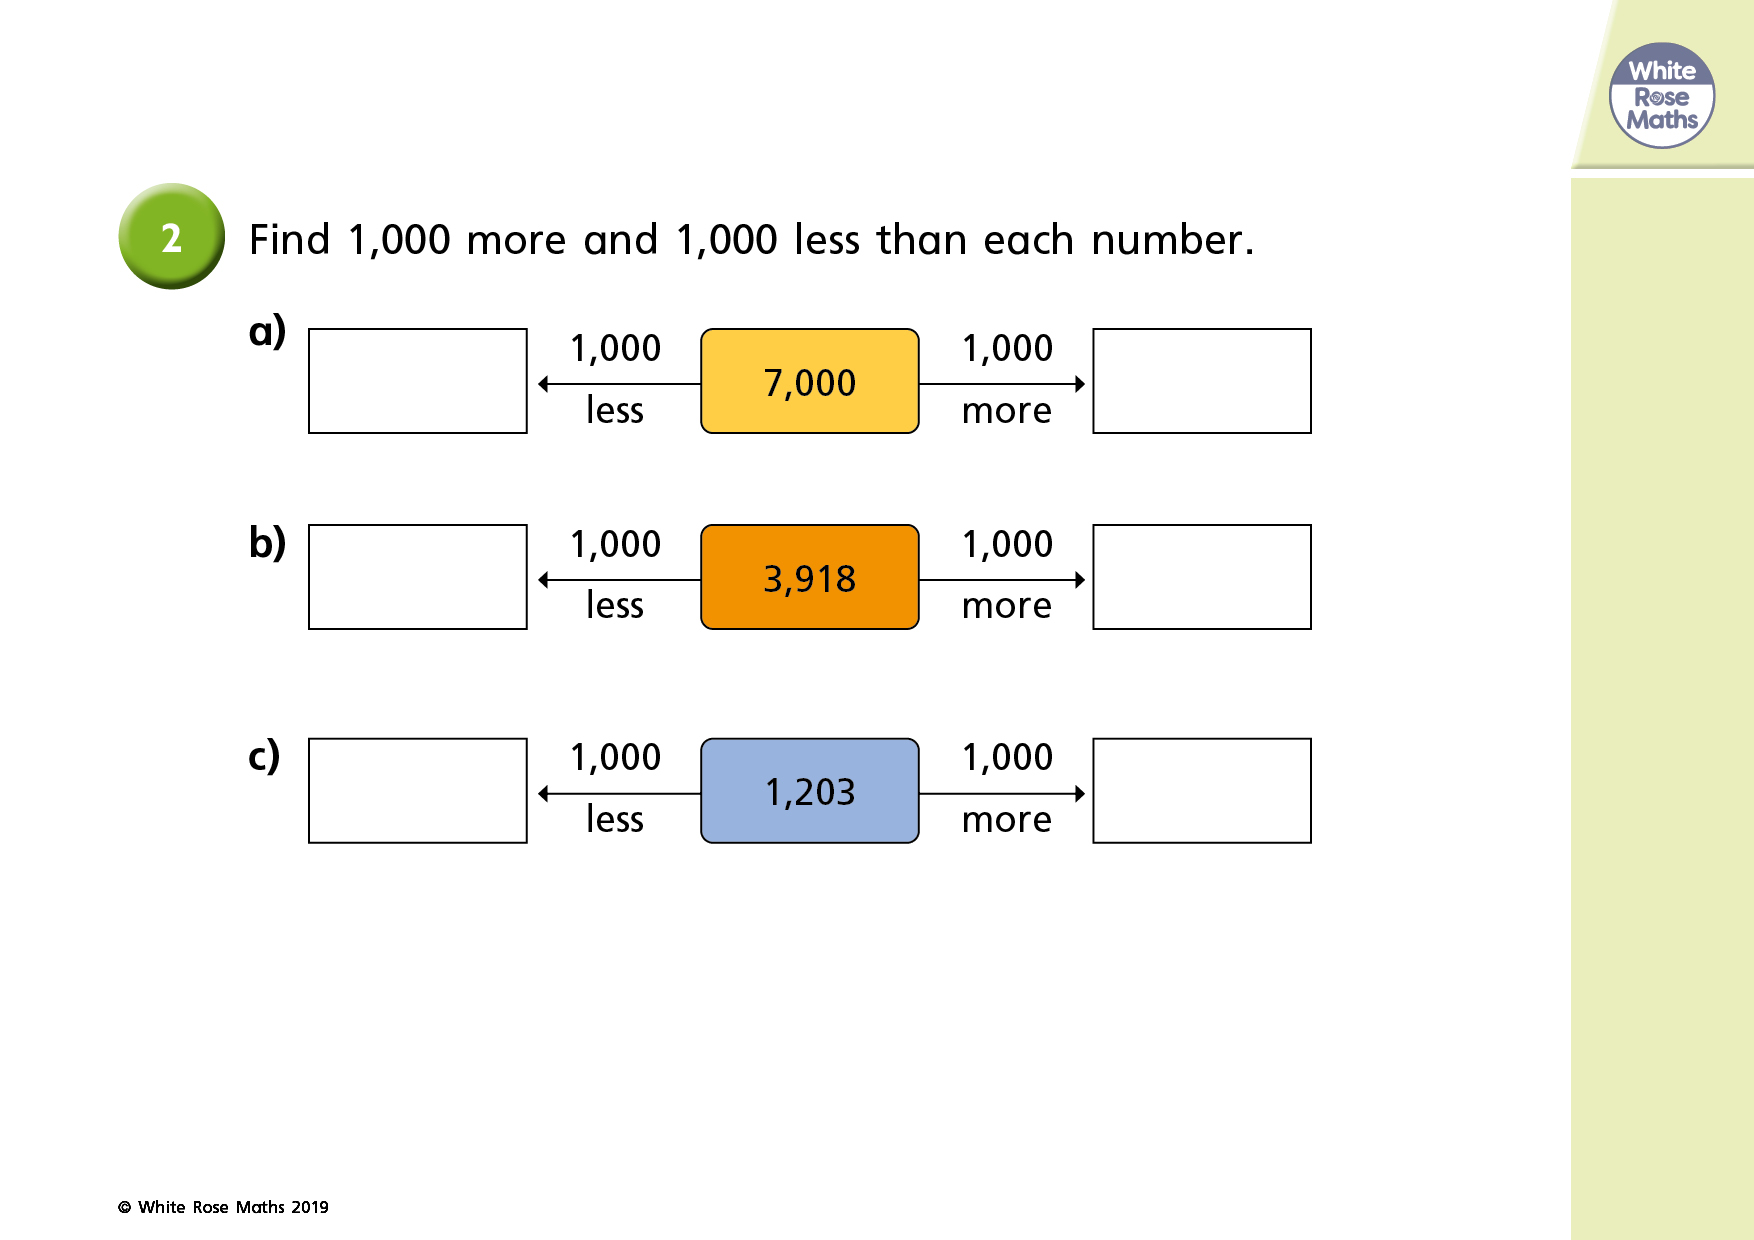 White
Rose
Maths
2 Find 1,000 more and 1,000 less than each number.
a) 1,000 less 7,000 1,000 more
b) 1,000 less 3,918 1,000 more
c) 1,000 less 1,203 1,000 more
© White Rose Maths 2019